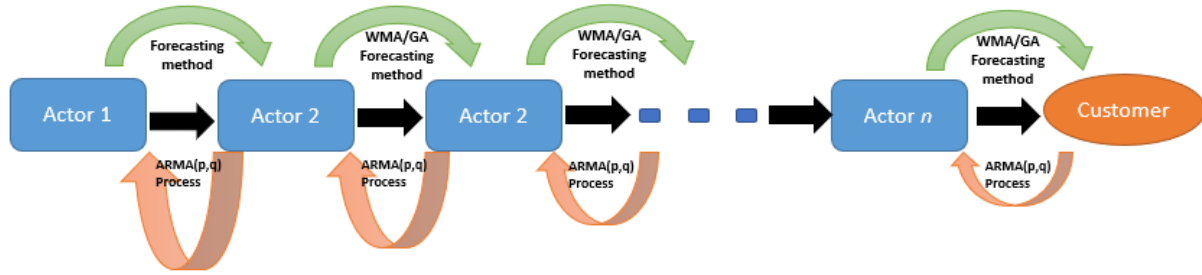 Forecasting
method
WMA/GA
Forecasting
method
WMA/GA
Forecasting
method
WMA/GA
Forecasting
method
Actor 1
Actor 2
Actor 2
Actor n
Customer
ARMA(p,q)
Process
ARMA(p,q)
Process
ARMA(p,q)
Process
ARMA(p,q)
Process